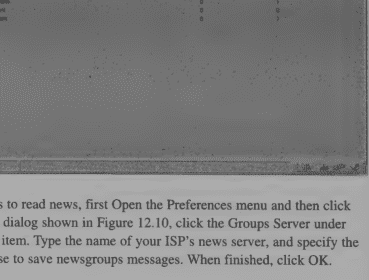 s to read news, first Open the Preferences menu and then click
dialog shown in Figure 12.10, click the Groups Server under
item. Type the name of your ISP's news server, and specify the
se to save newsgroups messages. When finished, click OK.